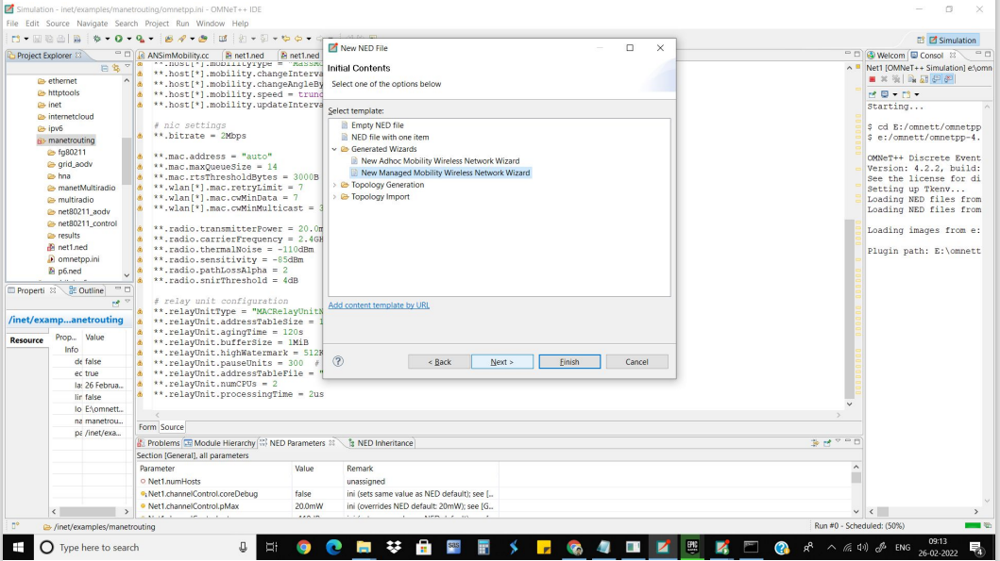 Simulation - inet/examples/manetrouting/omnetpp.ini - OMNeT++ IDE
File Edit Source Navigate Search Project Run Window Help
Simulation
Project Explorer
ethernet
httptools
inet
internetcloud
ipv6
manetrouting
fg80211
grid_aodv
hna
manetMultiradio
multiradio
net80211_aodv
net80211_control
results
net1.ned
omnetpp.ini
p6.ned
ANSimMobility.cc
net1.ned
net1.ned
**.host[*].mobilityType = "MassMo
**.host[*].mobility.changeInterva
**.host[*].mobility.changeAngleBy
**.host[*].mobility.speed = trunc
**.host[*].mobility.updateInterva
# nic settings
**.bitrate = 2Mbps
**.mac.address = "auto"
**.mac.maxQueueSize = 14
**.mac.rtsThresholdBytes = 3000B
**.wlan[*].mac.retryLimit = 7
**.wlan[*].mac.cwMinData = 7
**.wlan[*].mac.cwMinMulticast = 3
**.radio.transmitterPower = 20.0m
**.radio.carrierFrequency = 2.4GH
**.radio.thermalNoise = -110dBm
**.radio.sensitivity = -85dBm
**.radio.pathLossAlpha = 2
**.radio.snirThreshold = 4dB
# relay unit configuration
**.relayUnitType = "MACRelayUnitN
**.relayUnit.addressTableSize = 1
**.relayUnit.agingTime = 120s
**.relayUnit.bufferSize = 1MiB
**.relayUnit.highWatermark = 512K
**.relayUnit.pauseUnits = 300 #
**.relayUnit.addressTableFile = "
**.relayUnit.numCPUs = 2
**.relayUnit.processingTime = 2us
Form Source
New NED File
Initial Contents
Select one of the options below
Select template:
Empty NED file
NED file with one item
Generated Wizards
New Adhoc Mobility Wireless Network Wizard
New Managed Mobility Wireless Network Wizard
Topology Generation
Topology Import
Add content template by URL
< Back
Next >
Finish
Cancel
Welcom
Consol
Net1 [OMNeT++ Simulation] e:\omn
Starting...
$ cd E:/omnett/omnetpp
$ e:/omnett/omnetpp-4.
OMNeT++ Discrete Event
Version: 4.2.2, build:
See the license for di
Setting up Tkenv...
Loading NED files from
Loading NED files from
Loading images from e:
Plugin path: E:\omnett
Properti
Outline
/inet/examp...anetrouting
Resource
Prop... Value
Info
de false
ec true
la: 26 Februa...
lir false
lo E:\omnett...
na manetrou...
pa /inet/exa...
Problems Module Hierarchy NED Parameters NED Inheritance
Section [General], all parameters
Parameter Value Remark
Net1.numHosts unassigned
Net1.channelControl.coreDebug false ini (sets same value as NED default); see [...
Net1.channelControl.pMax 20.0mW ini (overrides NED default: 20mW); see [G...
/inet/examples/manetrouting
Run #0 - Scheduled: (50%)
Type here to search
ENG
09:13
26-02-2022
4